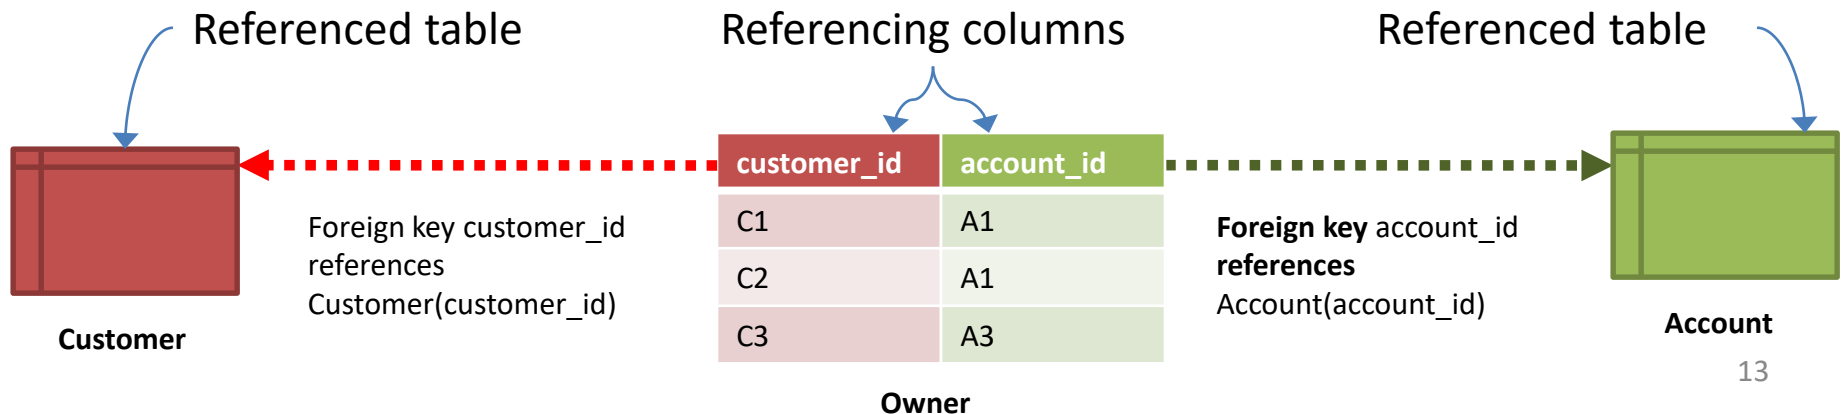 Referenced table
Referencing columns
Referenced table
customer_id account_id
C1 A1
C2 A1
C3 A3
Owner
Foreign key customer_id
references
Customer(customer_id)
Customer
Foreign key account_id
references
Account(account_id)
Account
13